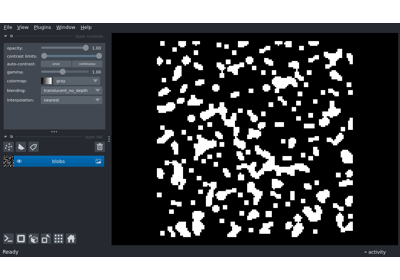 File View Plugins Window Help
opacity: 1.00
contrast limits:
auto-contrast: once continuous
gamma: 1.00
colormap: gray
blending: translucent_no_depth
interpolation: nearest
blobs
Ready
activity